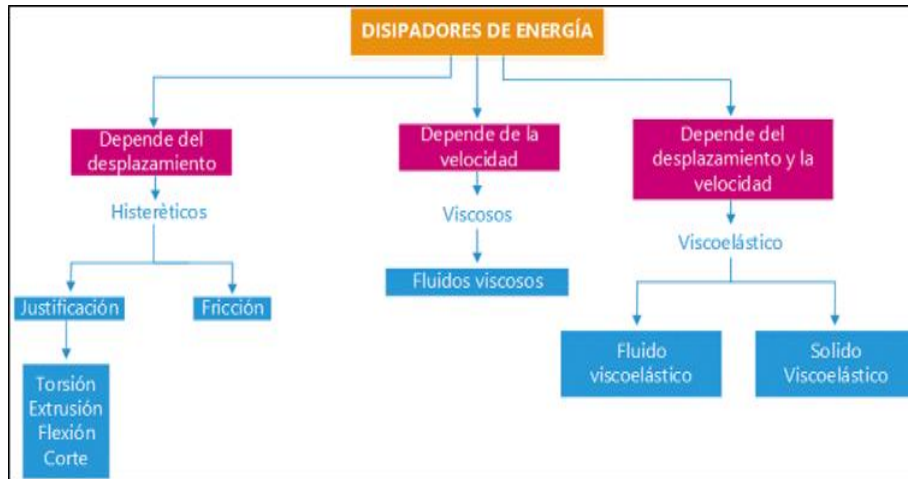 DISIPADORES DE ENERGÍA
Depende del
desplazamiento
Histerèticos
Justificación
Fricción
Torsión
Extrusión
Flexión
Corte
Depende de la
velocidad
Viscosos
Fluidos viscosos
Depende del
desplazamiento y la
velocidad
Viscoelástico
Fluido
viscoelástico
Solido
Viscoelástico